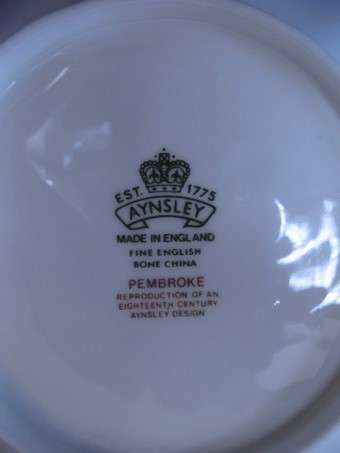 EST. 1775
AYNSLEY
MADE IN ENGLAND
FINE ENGLISH
BONE CHINA
PEMBROKE
REPRODUCTION OF AN
EIGHTEENTH CENTURY
AYNSLEY DESIGN